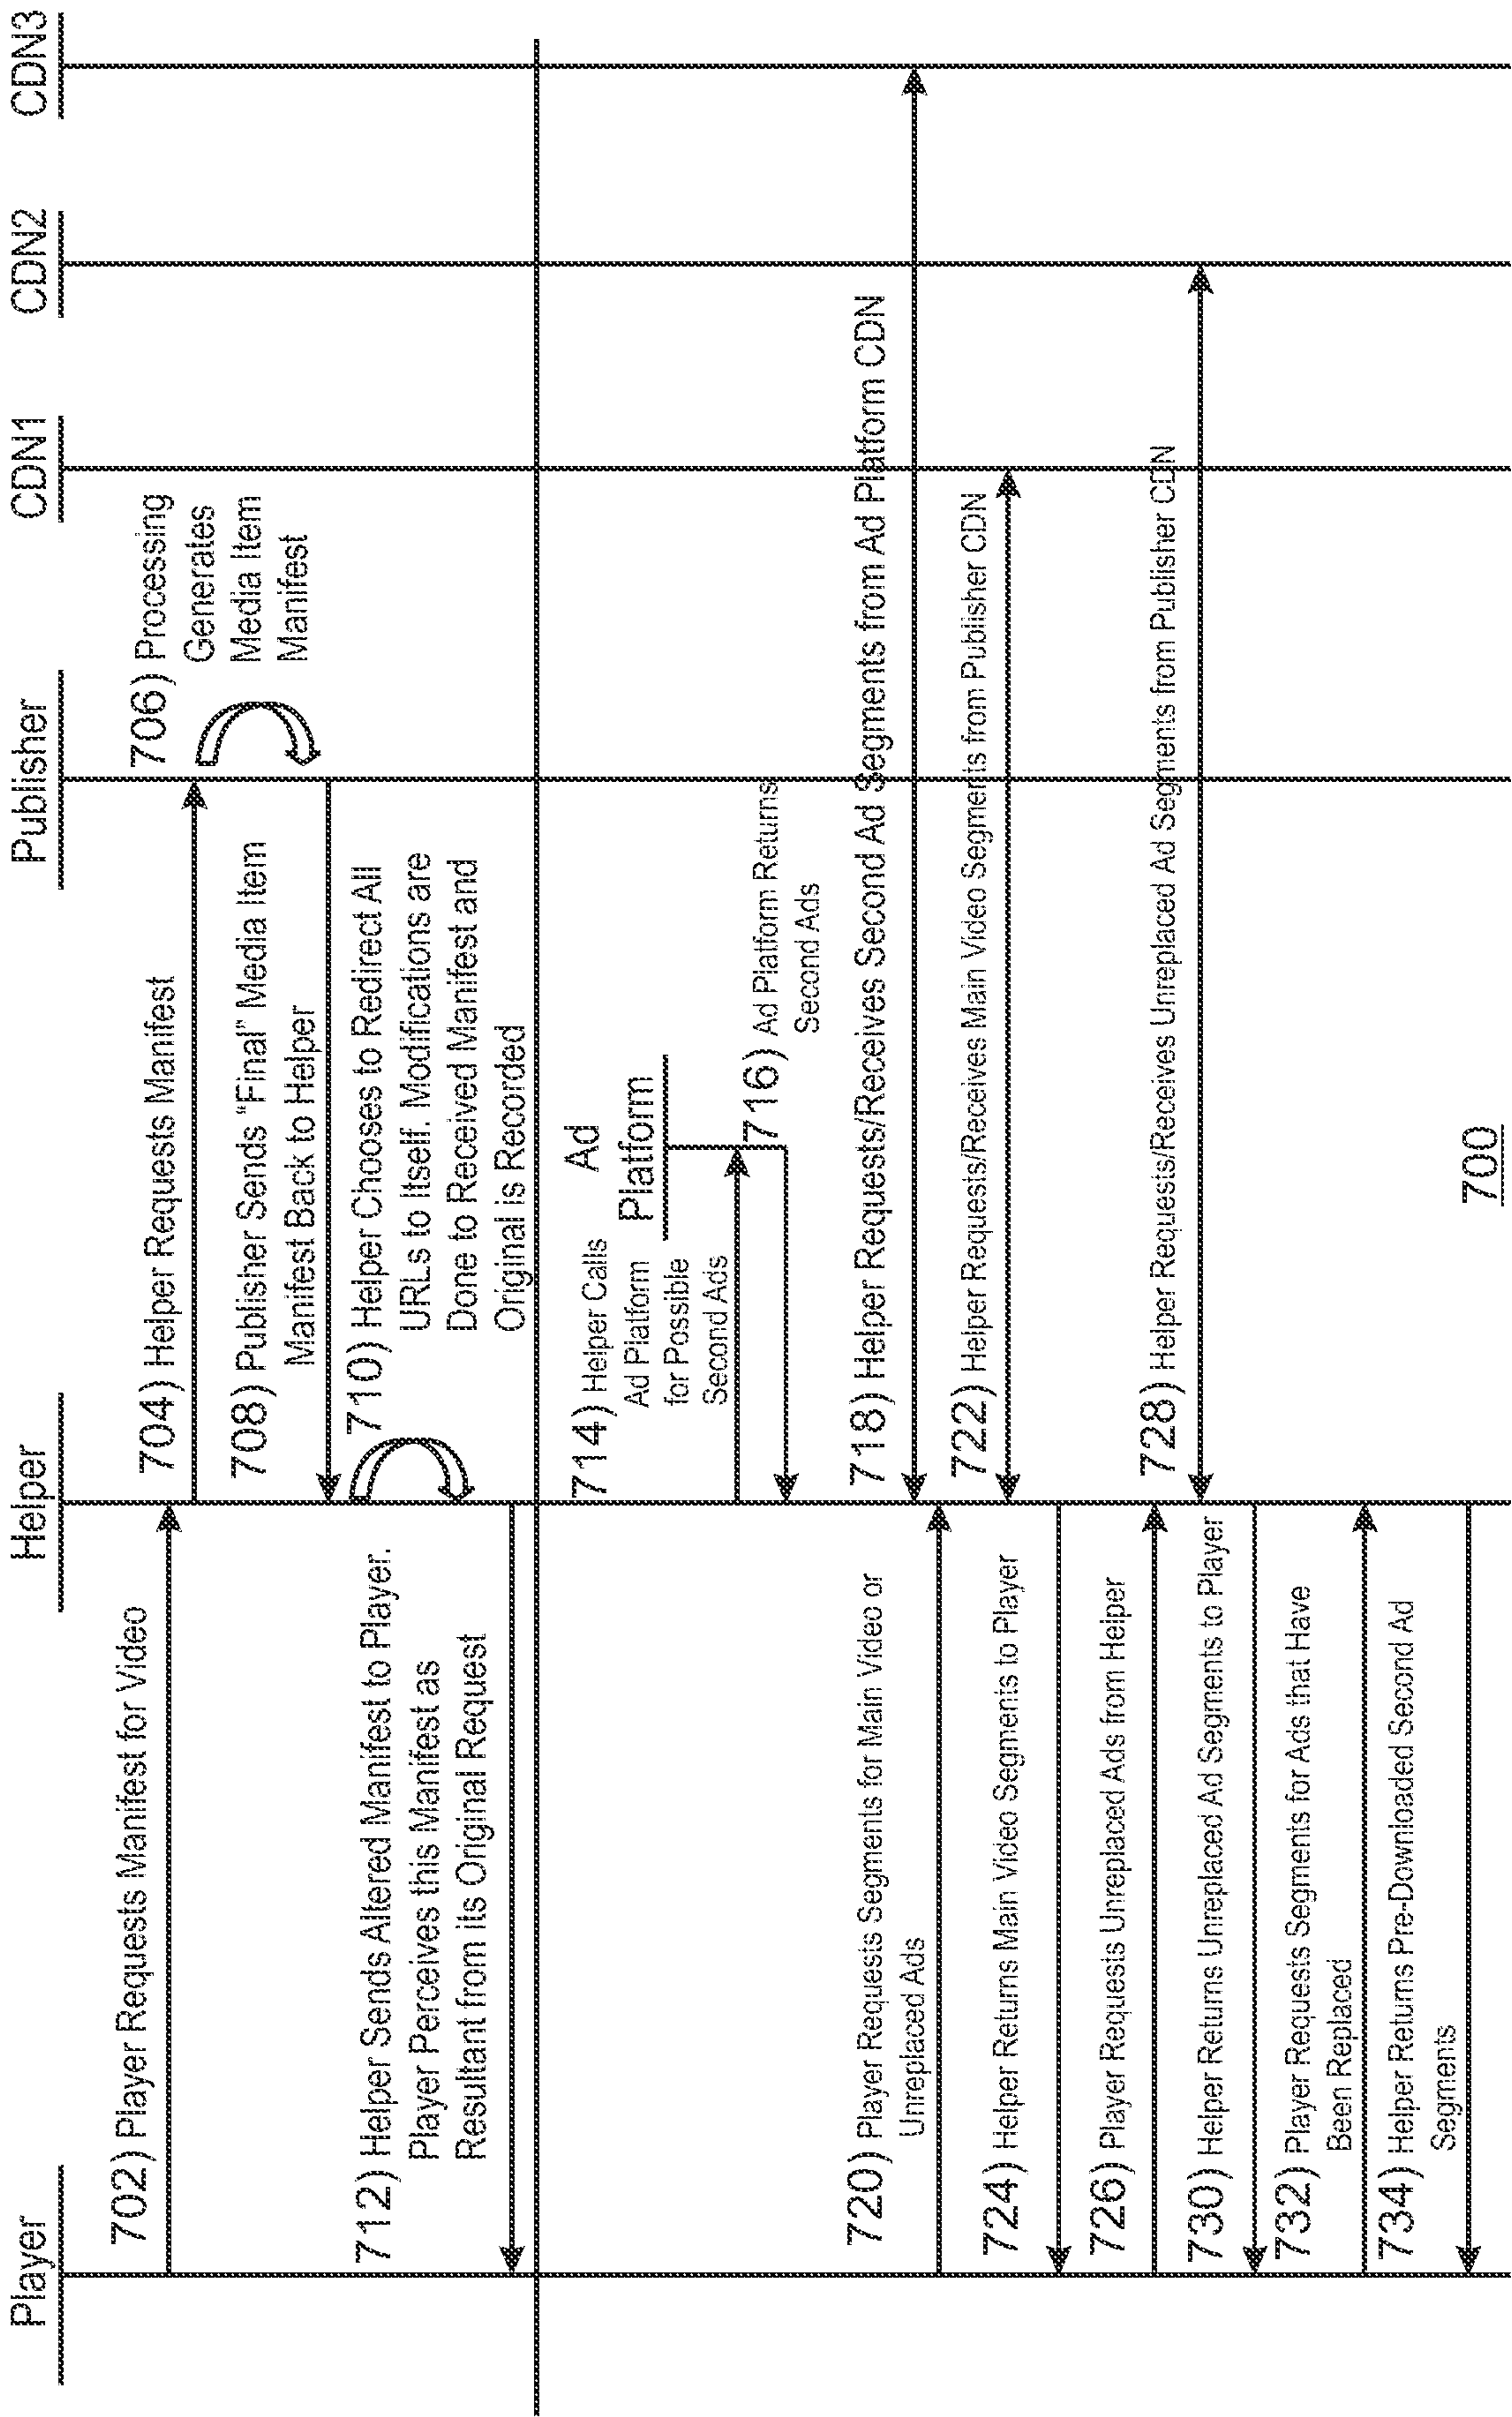 Player
Helper
Publisher
CDN1
CDN2
CDN3
702) Player Requests Manifest for Video
704) Helper Requests Manifest
706) Processing
Generates
Media Item
Manifest
708) Publisher Sends "Final" Media Item
Manifest Back to Helper
710) Helper Chooses to Redirect All
URLs to Itself. Modifications are
Done to Received Manifest and
Original is Recorded
712) Helper Sends Altered Manifest to Player.
Player Perceives this Manifest as
Resultant from its Original Request
Ad
Platform
714) Helper Calls
Ad Platform
for Possible
Second Ads
716) Ad Platform Returns
Second Ads
718) Helper Requests/Receives Second Ad Segments from Ad Platform CDN
720) Player Requests Segments for Main Video or
Unreplaced Ads
722) Helper Requests/Receives Main Video Segments from Publisher CDN
724) Helper Returns Main Video Segments to Player
726) Player Requests Unreplaced Ads from Helper
728) Helper Requests/Receives Unreplaced Ad Segments from Publisher CDN
730) Helper Returns Unreplaced Ad Segments to Player
732) Player Requests Segments for Ads that Have
Been Replaced
734) Helper Returns Pre-Downloaded Second Ad
Segments
700